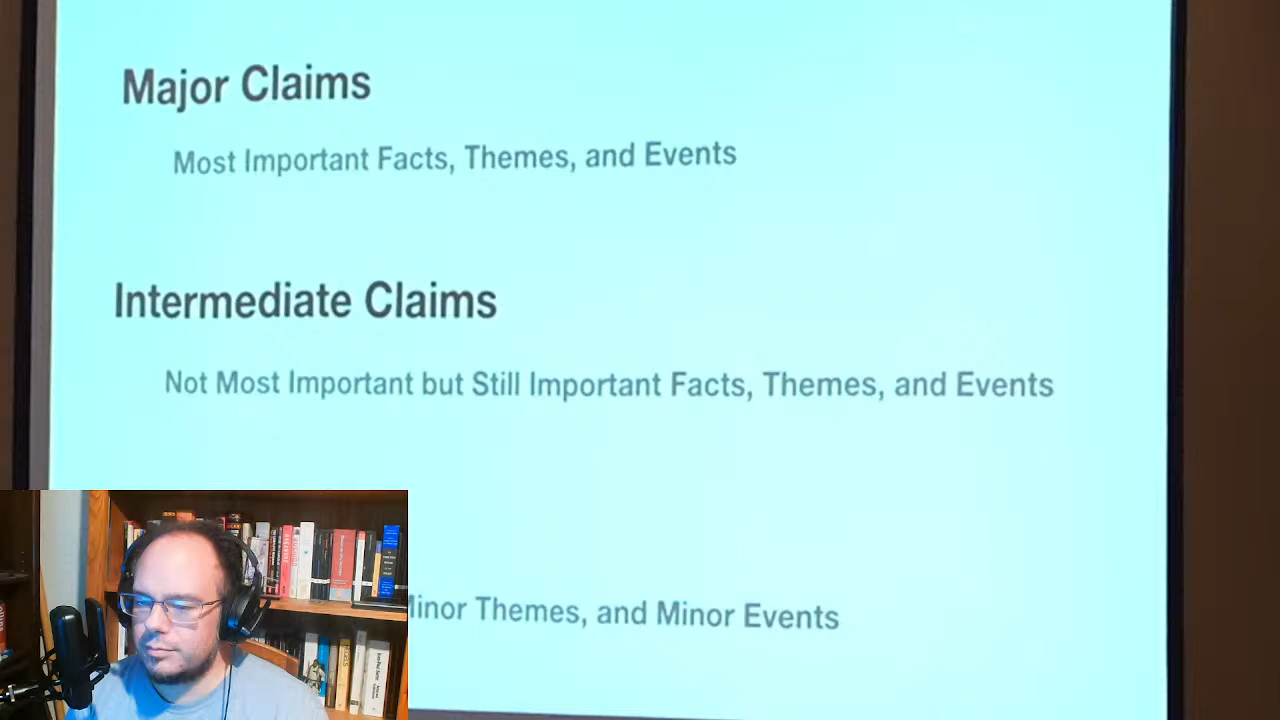 Major Claims
Most Important Facts, Themes, and Events
Intermediate Claims
Not Most Important but Still Important Facts, Themes, and Events
Minor Themes, and Minor Events